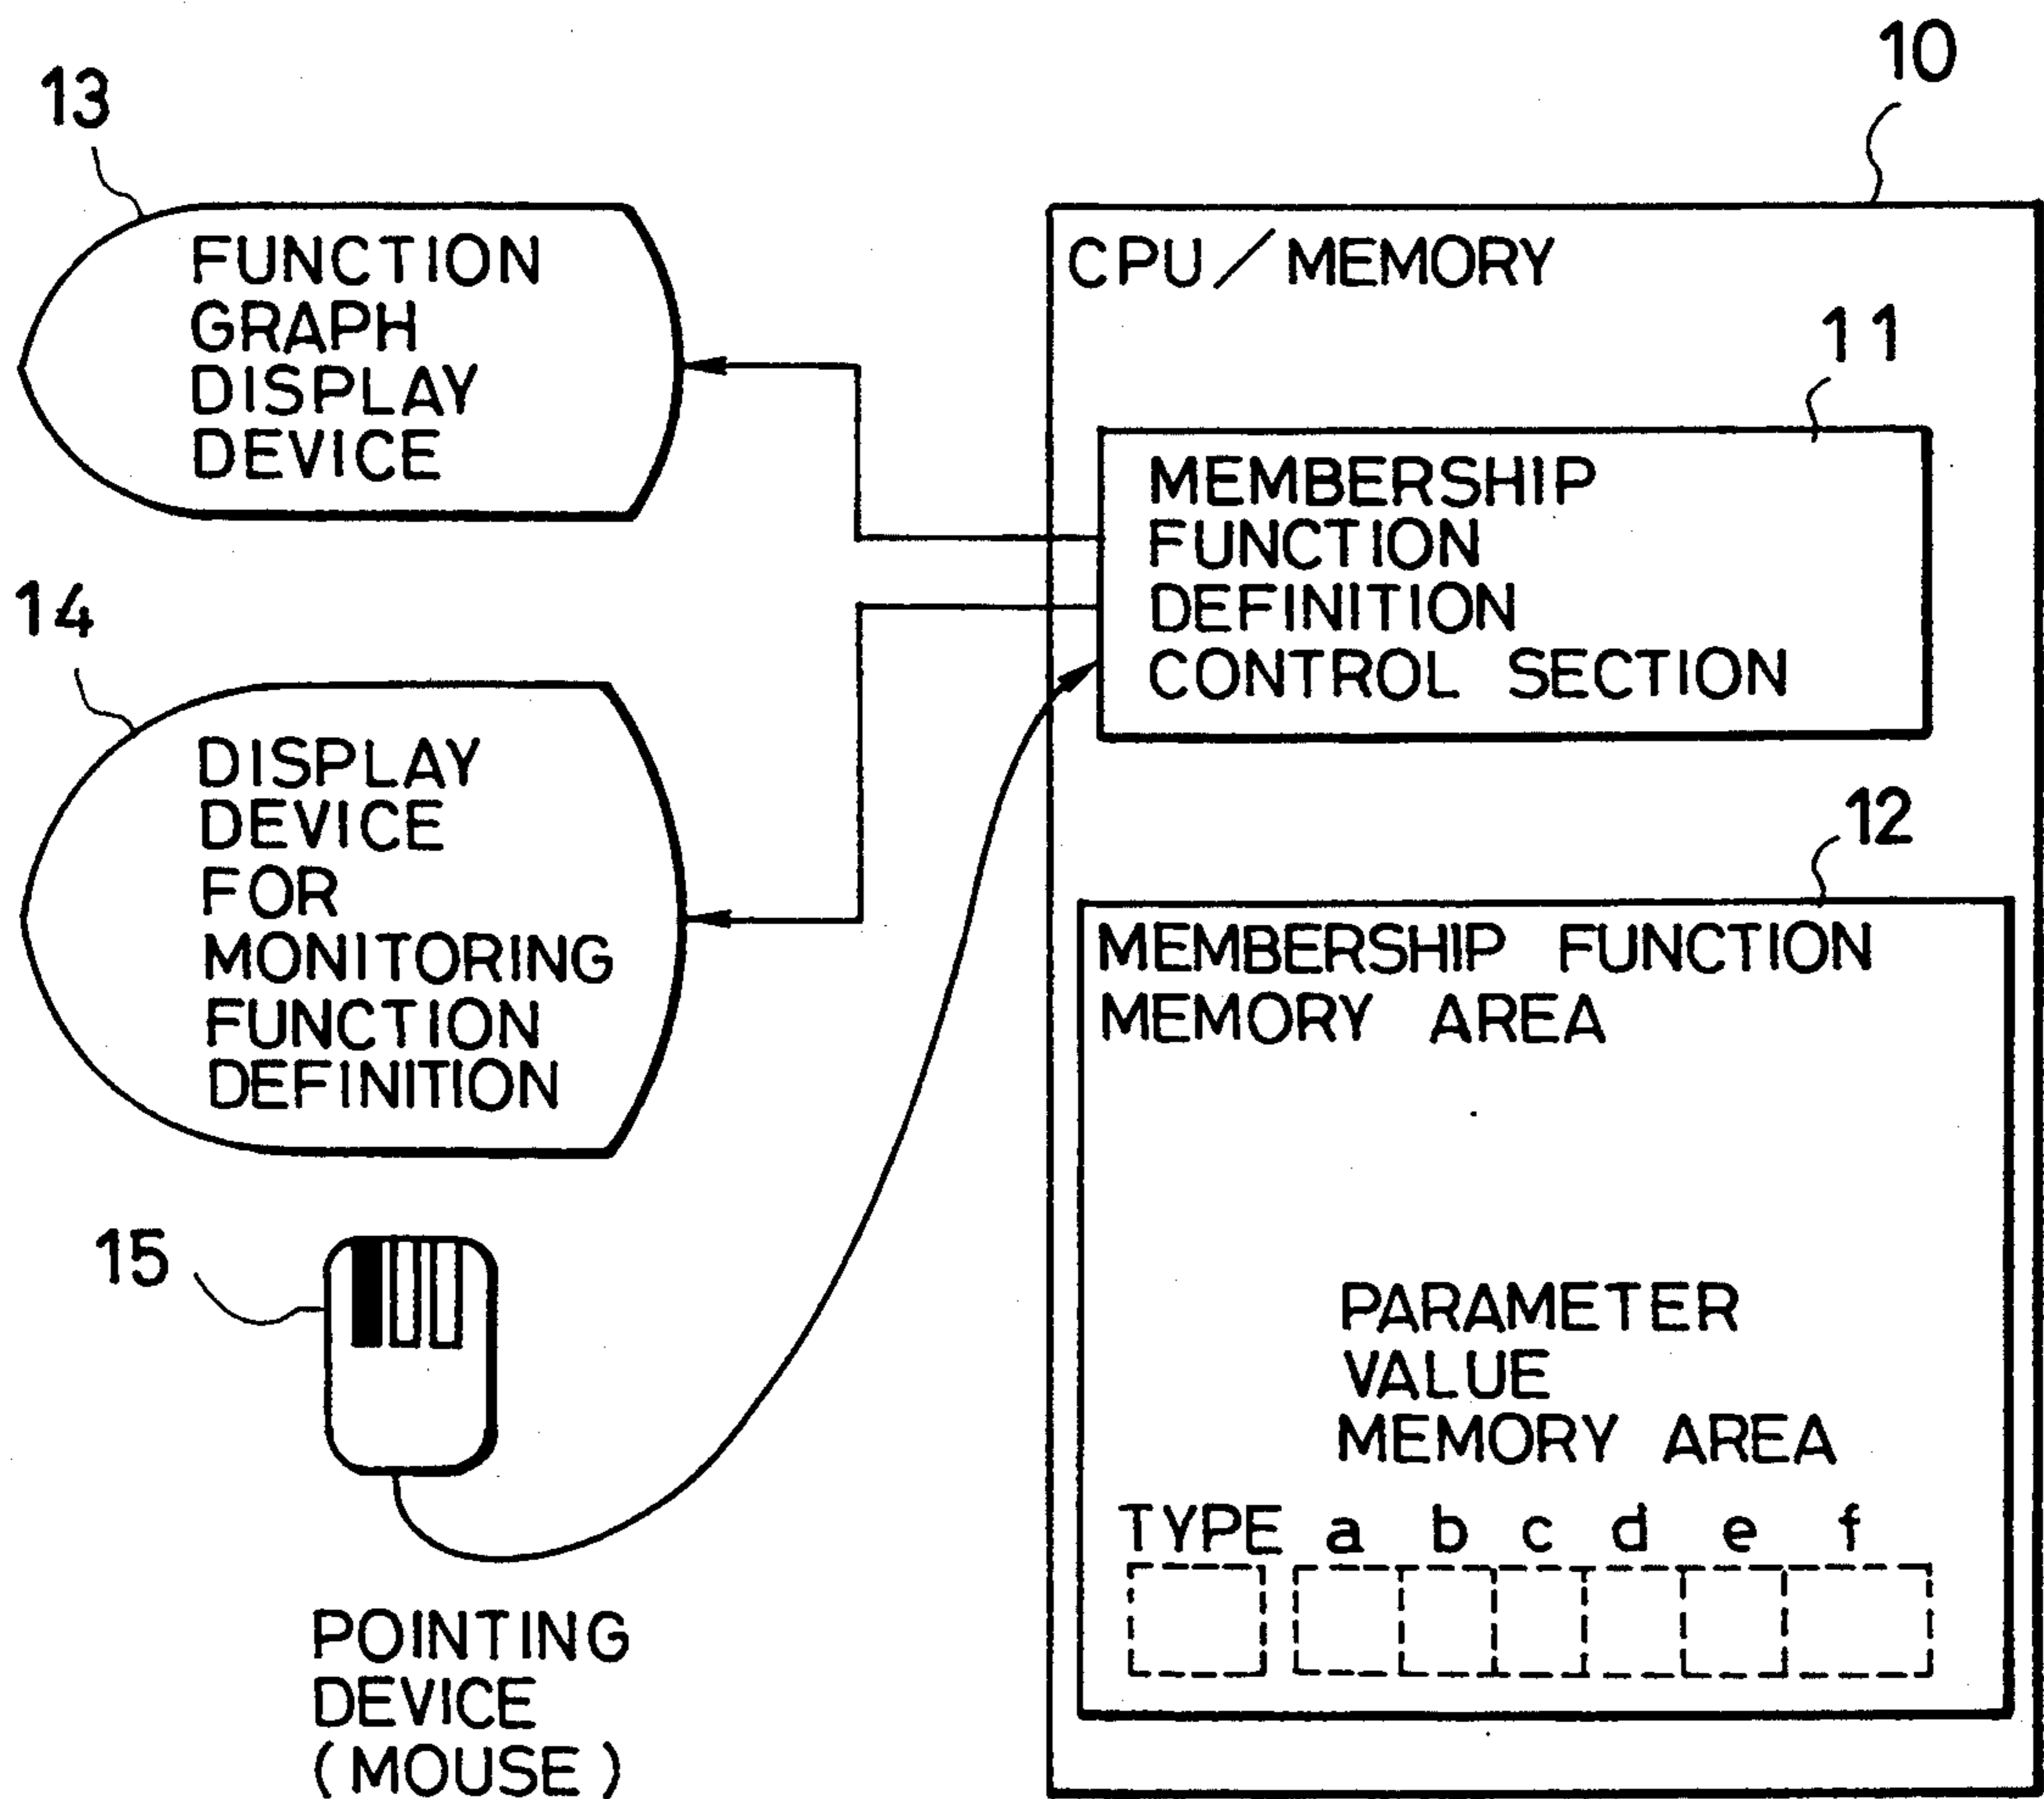 10
13
FUNCTION
GRAPH
DISPLAY
DEVICE
CPU/MEMORY
11
MEMBERSHIP
FUNCTION
DEFINITION
CONTROL SECTION
14
DISPLAY
DEVICE
FOR
MONITORING
FUNCTION
DEFINITION
12
MEMBERSHIP FUNCTION
MEMORY AREA
PARAMETER
VALUE
MEMORY AREA
TYPE a b c d e f
15
POINTING
DEVICE
(MOUSE)